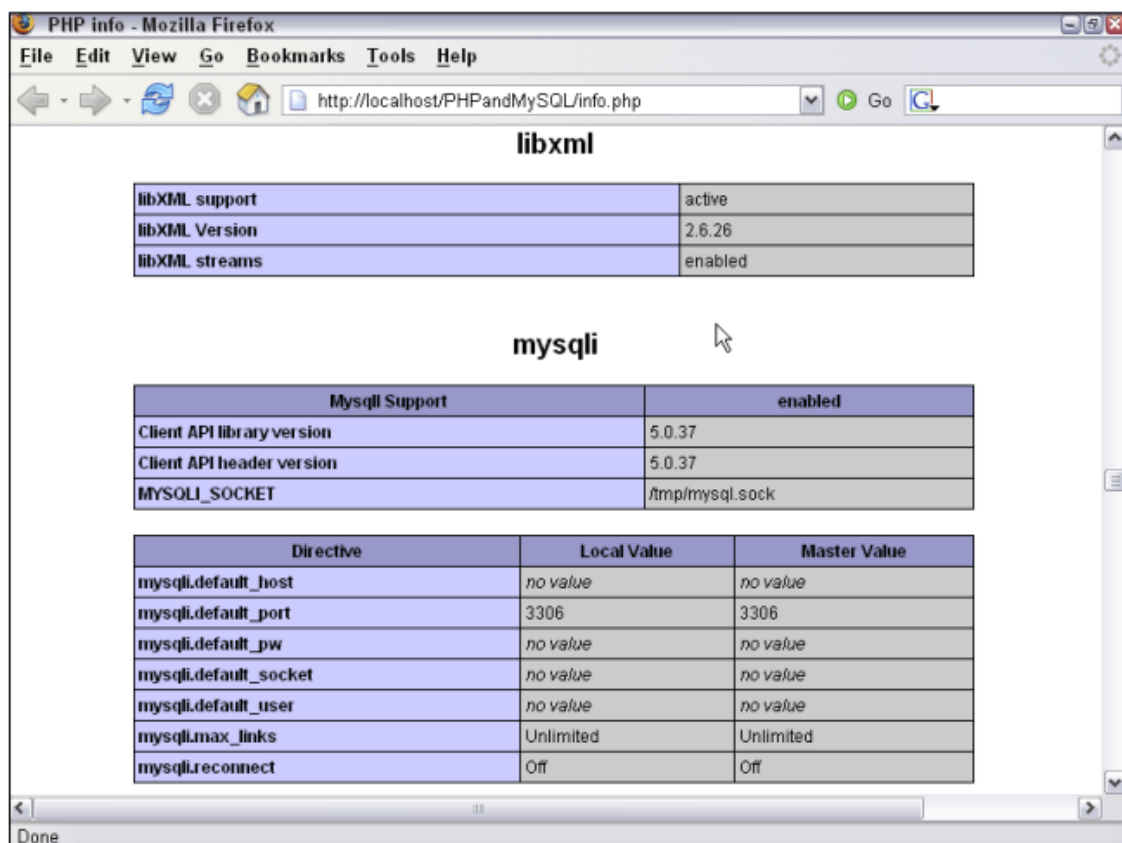 PHP info - Mozilla Firefox
File Edit View Go Bookmarks Tools Help
http://localhost/PHPandMySQL/info.php Go G
libxml
libXML support active
libXML Version 2.6.26
libXML streams enabled
mysqli
MysqlI Support enabled
Client API library version 5.0.37
Client API header version 5.0.37
MYSQLI_SOCKET /tmp/mysql.sock
Directive Local Value Master Value
mysqli.default_host no value no value
mysqli.default_port 3306 3306
mysqli.default_pw no value no value
mysqli.default_socket no value no value
mysqli.default_user no value no value
mysqli.max_links Unlimited Unlimited
mysqli.reconnect Off Off
Done